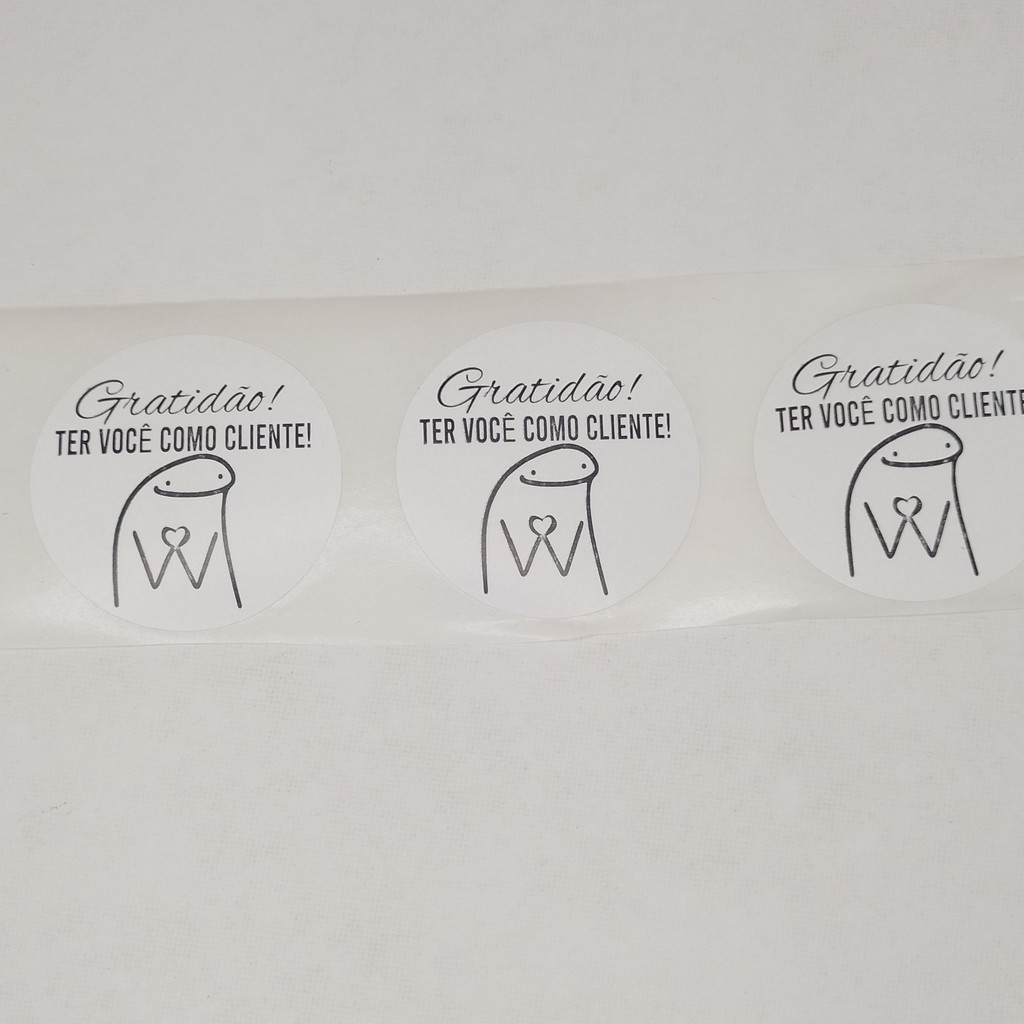 Gratidão!
TER VOCÊ COMO CLIENTE!
Gratidão!
TER VOCÊ COMO CLIENTE!
Gratidão!
TER VOCÊ COMO CLIENTE